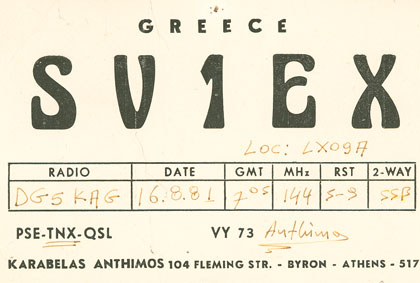 GREECE
SV1EX
LOC: LX09A
RADIO DATE GMT MHz RST 2-WAY
DG5KAG 16.8.81 7⁰⁵ 144 5-9 SSB
PSE-TNX-QSL VY 73 Anthimos
KARABELAS ANTHIMOS 104 FLEMING STR. - BYRON - ATHENS - 517